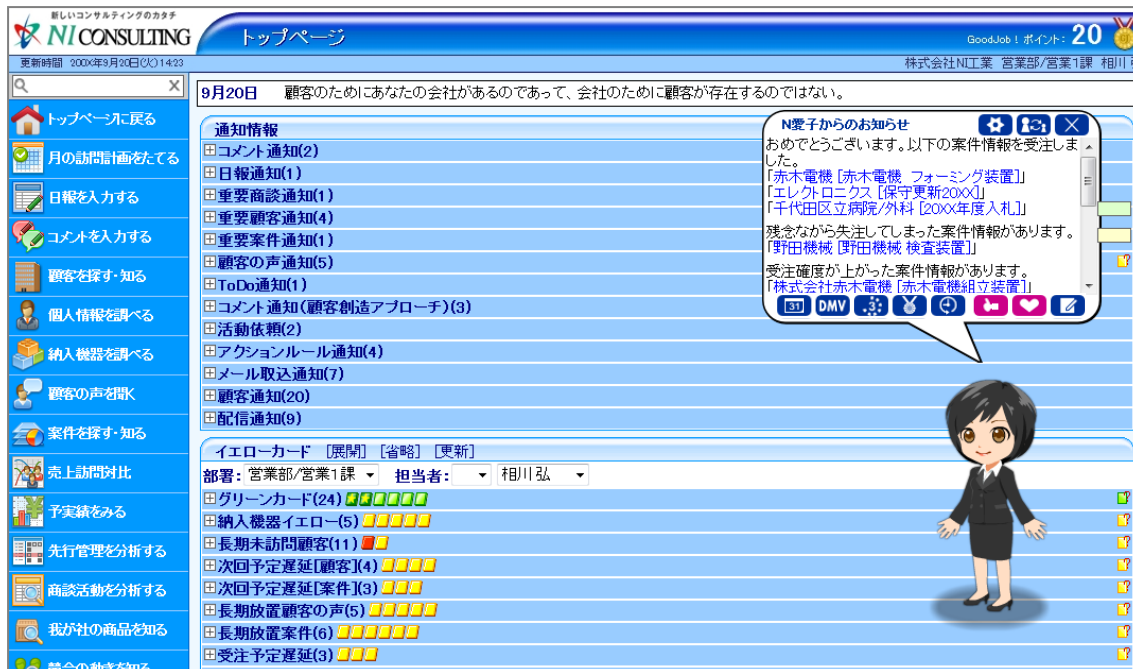 新しいコンサルティングのカタチ
NI CONSULTING
トップページ
GoodJob！ポイント： 20
更新時間 200X年9月20日(火)14:23
株式会社NI工業 営業部/営業1課 相川
9月20日 顧客のためにあなたの会社があるのであって、会社のために顧客が存在するのではない。
トップページに戻る
月の訪問計画をたてる
日報を入力する
コメントを入力する
顧客を探す・知る
個人情報を調べる
納入機器を調べる
顧客の声を聞く
案件を探す・知る
売上訪問対比
予実績をみる
先行管理を分析する
商談活動を分析する
我が社の商品を知る
競合の動きを知る
通知情報
コメント通知(2)
日報通知(1)
重要商談通知(1)
重要顧客通知(4)
重要案件通知(1)
顧客の声通知(5)
ToDo通知(1)
コメント通知(顧客創造アプローチ)(3)
活動依頼(2)
アクションルール通知(4)
メール取込通知(7)
顧客通知(20)
配信通知(9)
N愛子からのお知らせ
おめでとうございます。以下の案件情報を受注しま
した。
「赤木電機 [赤木電機 フォーミング装置]」
「エレクトロニクス [保守更新20XX]」
「千代田区立病院/外科 [20XX年度入札]」
残念ながら失注してしまった案件情報があります。
「野田機械 [野田機械 検査装置]」
受注確度が上がった案件情報があります。
「株式会社赤木電機 [赤木電機組立装置]」
31 DMV
イエローカード [展開] [省略] [更新]
部署： 営業部/営業1課 担当者： 相川 弘
グリーンカード(24)
納入機器イエロー(5)
長期未訪問顧客(11)
次回予定遅延[顧客](4)
次回予定遅延[案件](3)
長期放置顧客の声(5)
長期放置案件(6)
受注予定遅延(3)